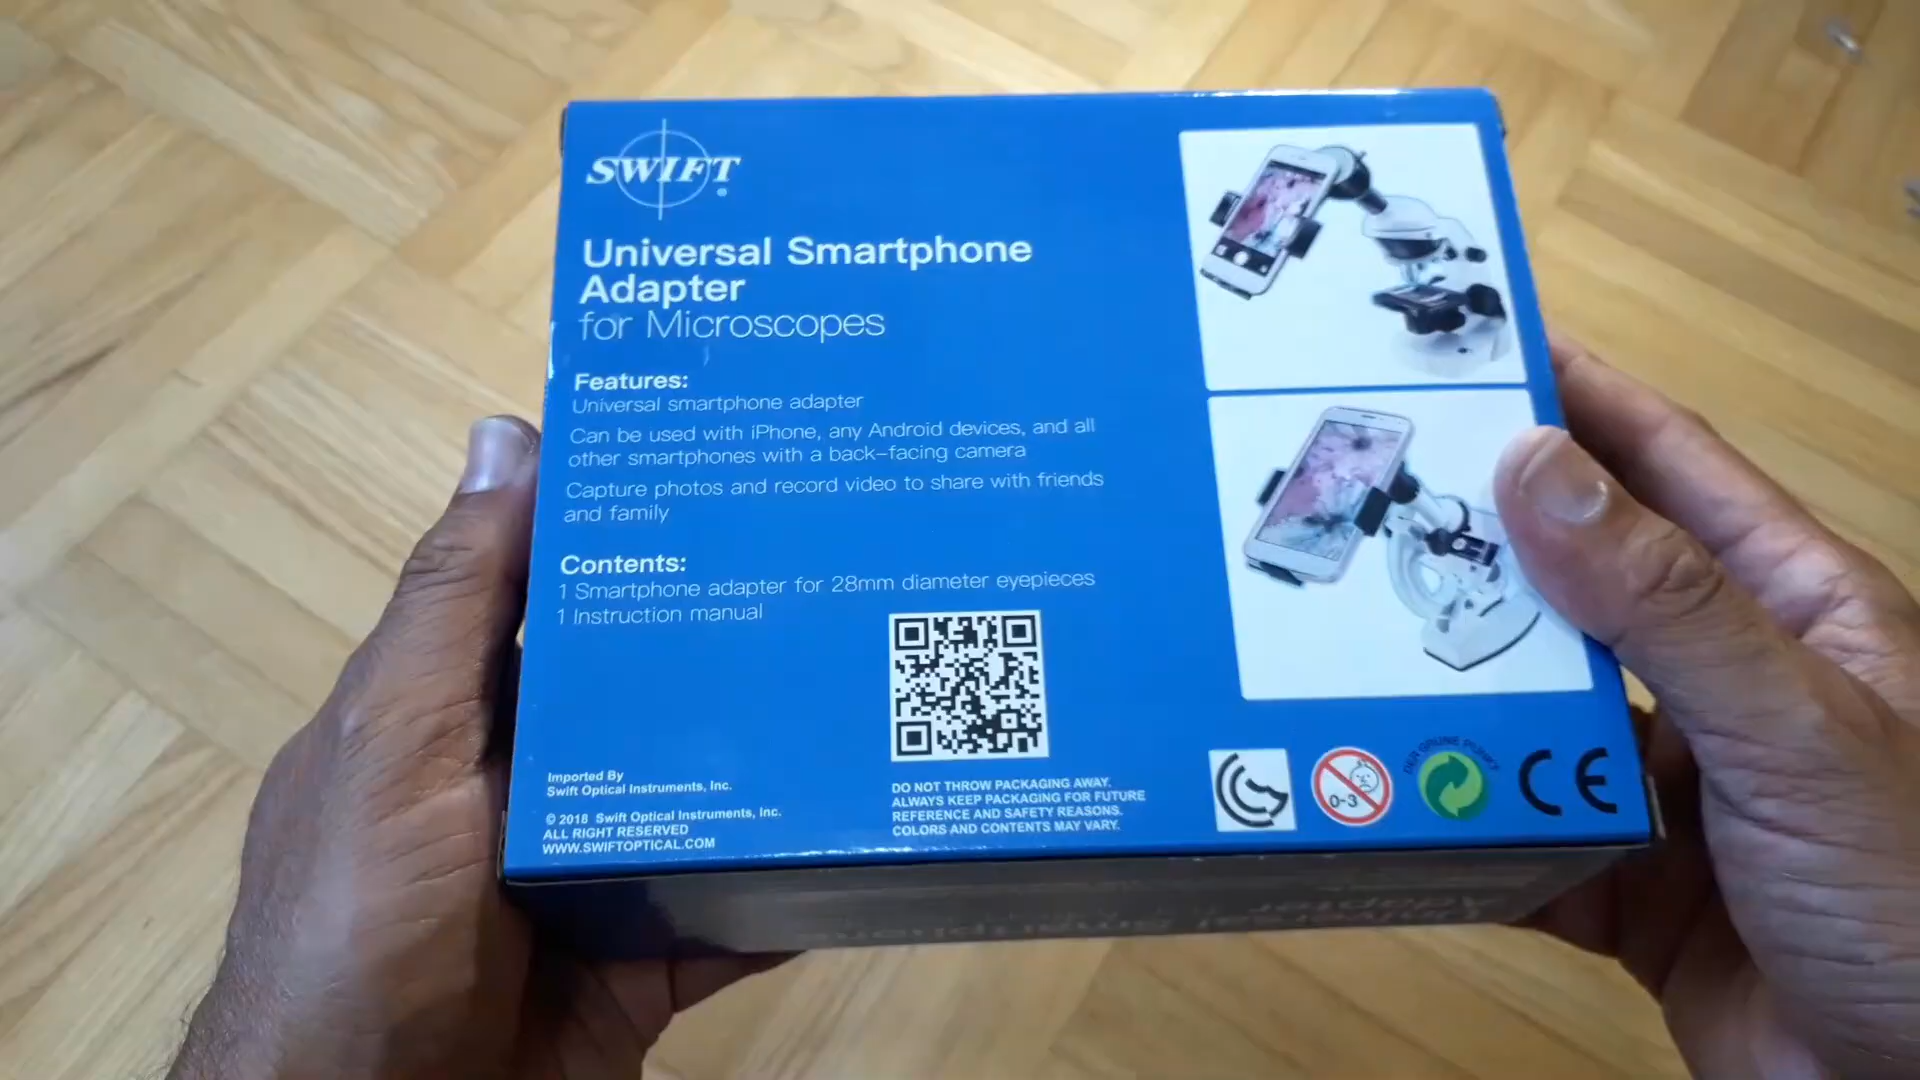 SWIFT
®
Universal Smartphone
Adapter
for Microscopes
Features:
Universal smartphone adapter
Can be used with iPhone, any Android devices, and all
other smartphones with a back-facing camera
Capture photos and record video to share with friends
and family
Contents:
1 Smartphone adapter for 28mm diameter eyepieces
1 Instruction manual
Imported By
Swift Optical Instruments, Inc.
© 2018 Swift Optical Instruments, Inc.
ALL RIGHT RESERVED
WWW.SWIFTOPTICAL.COM
DO NOT THROW PACKAGING AWAY.
ALWAYS KEEP PACKAGING FOR FUTURE
REFERENCE AND SAFETY REASONS.
COLORS AND CONTENTS MAY VARY.
0-3
DER GRÜNE PUNKT
CE
Universal Smartphone
Adapter